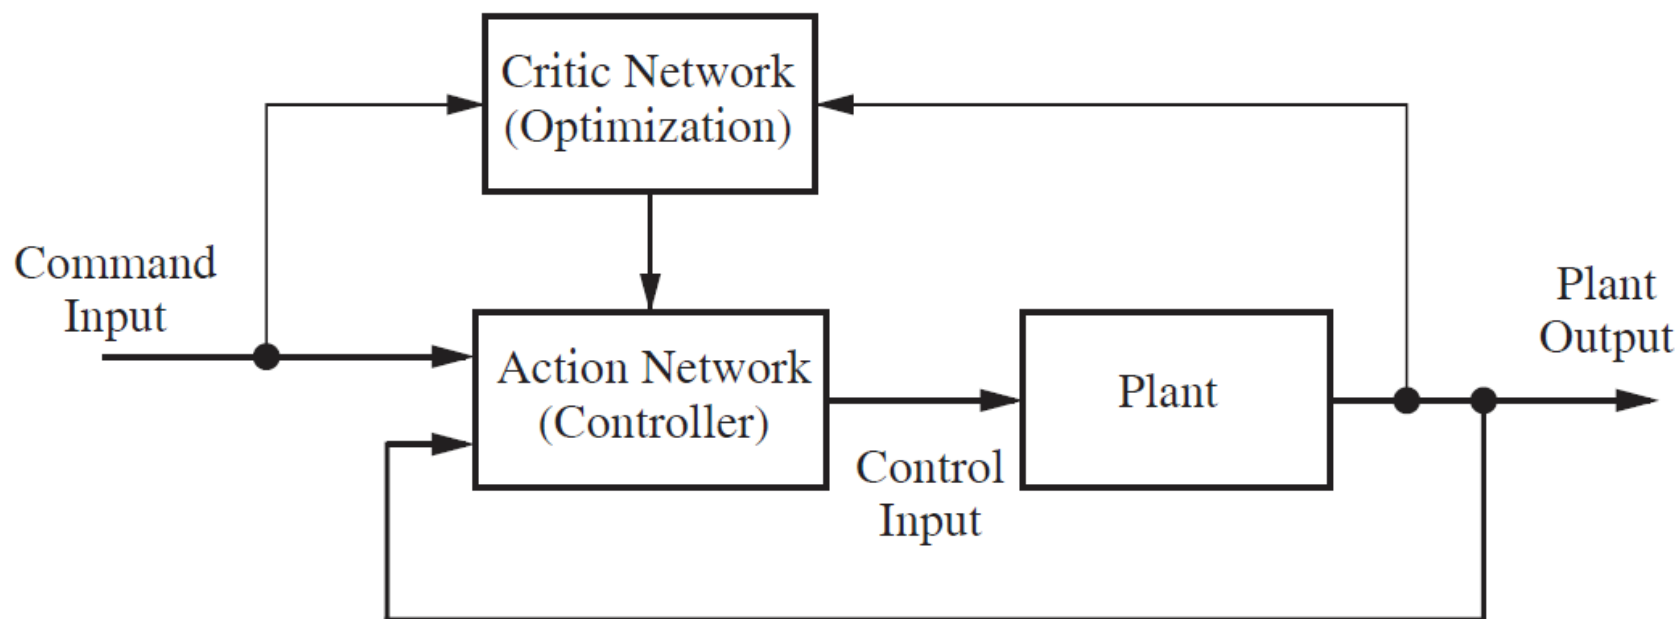 Critic Network
(Optimization)
Command
Input
Action Network
(Controller)
Control
Input
Plant
Plant
Output